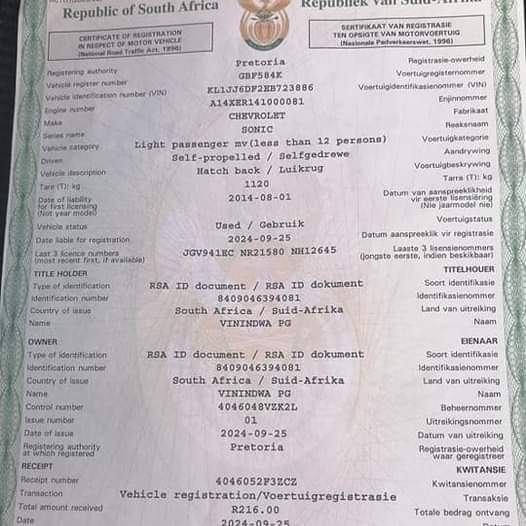 Republic of South Africa
Republiek van Suid-Afrika
CERTIFICATE OF REGISTRATION
IN RESPECT OF MOTOR VEHICLE
(National Road Traffic Act, 1996)
SERTIFIKAAT VAN REGISTRASIE
TEN OPSIGTE VAN MOTORVOERTUIG
(Nasionale Padverkeerswet, 1996)
Registering authority Pretoria Registrasie-owerheid
Vehicle register number GBF584K Voertuigregisternommer
Vehicle identification number (VIN) KL1JJ6DF2EB723886 Voertuigidentifikasienommer (VIN)
Engine number A14XER141000081 Enjinnommer
Make CHEVROLET Fabrikaat
Series name SONIC Reeksnaam
Vehicle category Light passenger mv(less than 12 persons) Voertuigkategorie
Driven Self-propelled / Selfgedrewe Aandrywing
Vehicle description Hatch back / Luikrug Voertuigbeskrywing
Tare (T): kg 1120 Tarra (T): kg
Date of liability 2014-08-01 Datum van aanspreeklikheid
for first licensing vir eerste lisensiëring
(Not year model) (Nie jaarmodel nie)
Vehicle status Used / Gebruik Voertuigstatus
Date liable for registration 2024-09-25 Datum aanspreeklik vir registrasie
Last 3 licence numbers JGV941EC NR21580 NH12645 Laaste 3 lisensienommers
(most recent first, if available) (jongste eerste, indien beskikbaar)
TITLE HOLDER TITELHOUER
Type of identification RSA ID document / RSA ID dokument Soort identifikasie
Identification number 8409046394081 Identifikasienommer
Country of issue South Africa / Suid-Afrika Land van uitreiking
Name VININDWA PG Naam
OWNER EIENAAR
Type of identification RSA ID document / RSA ID dokument Soort identifikasie
Identification number 8409046394081 Identifikasienommer
Country of issue South Africa / Suid-Afrika Land van uitreiking
Name VININDWA PG Naam
Control number 4046048VZK2L Beheernommer
Issue number 01 Uitreikingsnommer
Date of issue 2024-09-25 Datum van uitreiking
Registering authority Pretoria Registrasie-owerheid
at which registered waar geregistreer
RECEIPT KWITANSIE
Receipt number 4046052F3ZCZ Kwitansienommer
Transaction Vehicle registration/Voertuigregistrasie Transaksie
Total amount received R216.00 Totale bedrag ontvang
Date 2024-09-25